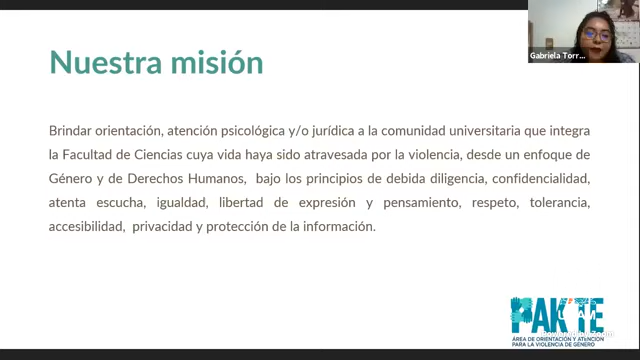 Gabriela Torr...
Nuestra misión
Brindar orientación, atención psicológica y/o jurídica a la comunidad universitaria que integra
la Facultad de Ciencias cuya vida haya sido atravesada por la violencia, desde un enfoque de
Género y de Derechos Humanos, bajo los principios de debida diligencia, confidencialidad,
atenta escucha, igualdad, libertad de expresión y pensamiento, respeto, tolerancia,
accesibilidad, privacidad y protección de la información.
ÁREA DE ORIENTACIÓN Y ATENCIÓN
PARA LA VIOLENCIA DE GÉNERO